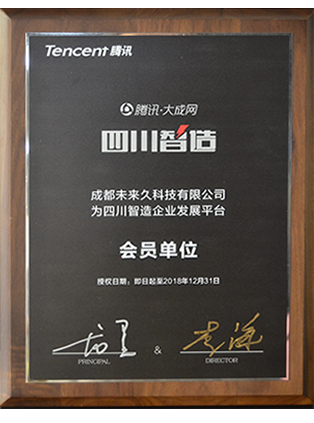 Tencent 腾讯
腾讯·大成网
四川智造
成都未来久科技有限公司
为四川智造企业发展平台
会员单位
授权日期：即日起至2018年12月31日
&
PRINCIPAL
DIRECTOR